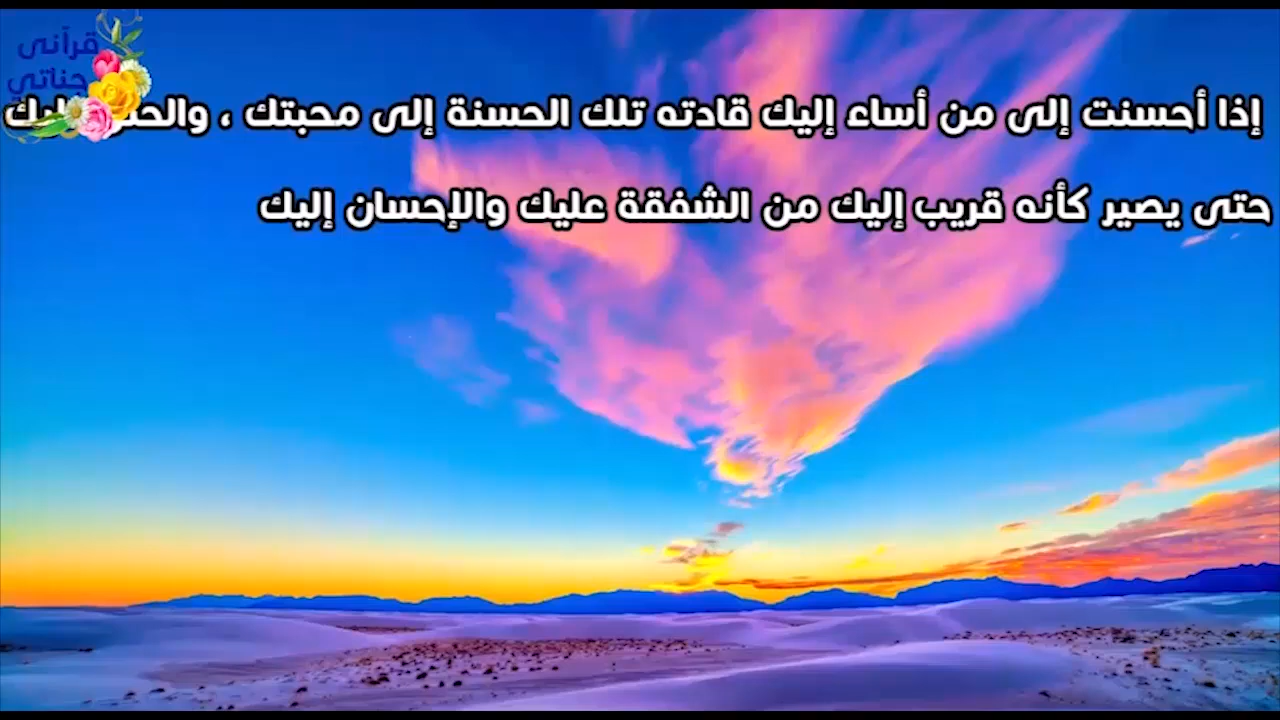 قرآنى
جناتي
إذا أحسنت إلى من أساء إليك قادته تلك الحسنة إلى محبتك ،
حتى يصير كأنه قريب إليك من الشفقة عليك والإحسان إليك